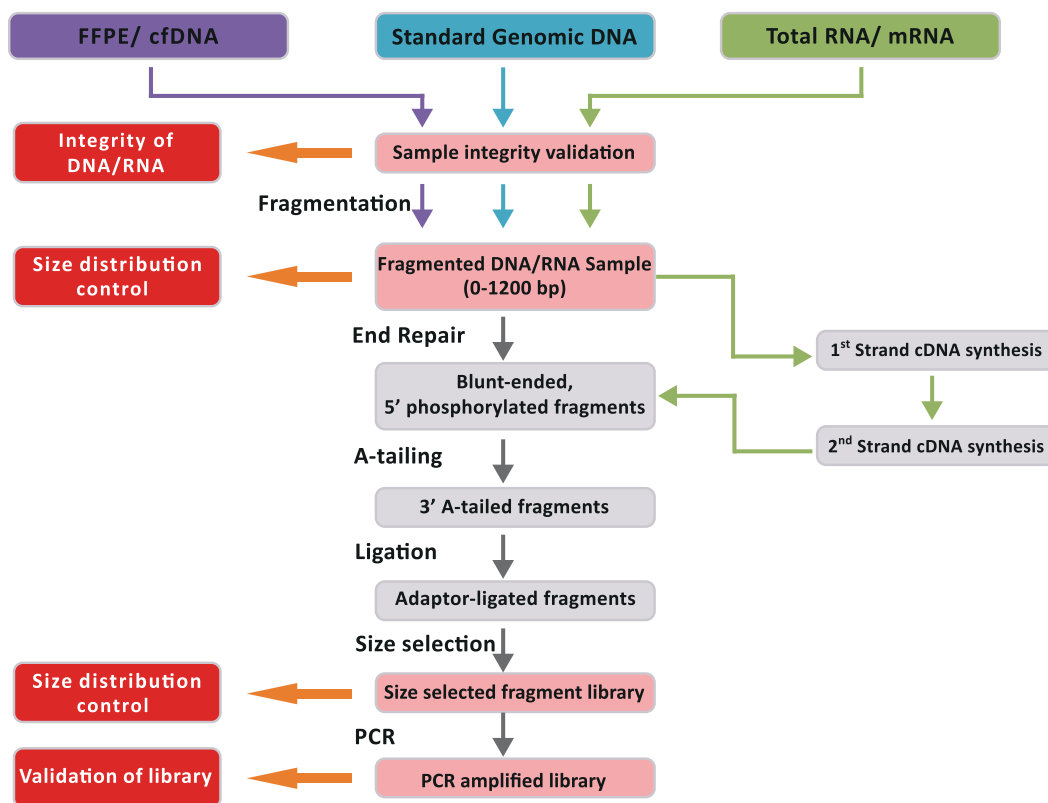 FFPE/ cfDNA
Standard Genomic DNA
Total RNA/ mRNA
Integrity of
DNA/RNA
Sample integrity validation
Fragmentation
Size distribution
control
Fragmented DNA/RNA Sample
(0-1200 bp)
End Repair
1st Strand cDNA synthesis
Blunt-ended,
5’ phosphorylated fragments
2nd Strand cDNA synthesis
A-tailing
3’ A-tailed fragments
Ligation
Adaptor-ligated fragments
Size selection
Size distribution
control
Size selected fragment library
PCR
Validation of library
PCR amplified library